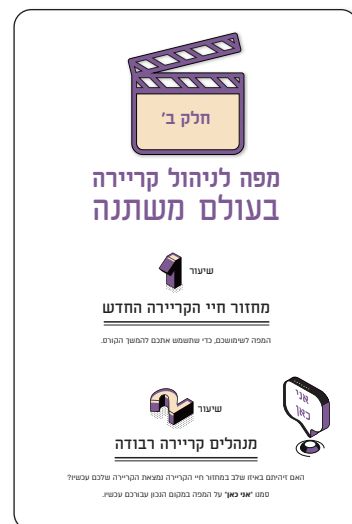 חלק ב'
מפה לניהול קריירה
בעולם משתנה
שיעור 1
מחזור חיי הקריירה החדש
המפה לשימושכם, כדי שתשמש אתכם להמשך הקורס.
אני
כאן
שיעור 2
מנהלים קריירה רבודה
האם זיהיתם באיזו שלב במחזור חיי הקריירה נמצאת הקריירה שלכם עכשיו?
סמנו "אני כאן" על המפה במקום הנכון עבורכם עכשיו.